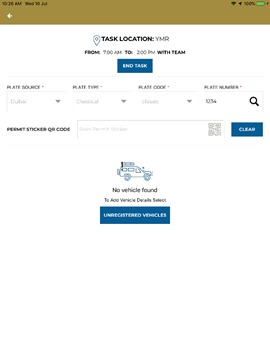 10:26 AM Wed 10 Jul 100%
TASK LOCATION: YMR
FROM: 7:00 AM TO: 2:00 PM WITH TEAM
END TASK
PLATE SOURCE * PLATE TYPE * PLATE CODE * PLATE NUMBER *
Dubai Classical classic 1234
PERMIT STICKER QR CODE Scan Permit Sticker CLEAR
No vehicle found
To Add Vehicle Details Select
UNREGISTERED VEHICLES